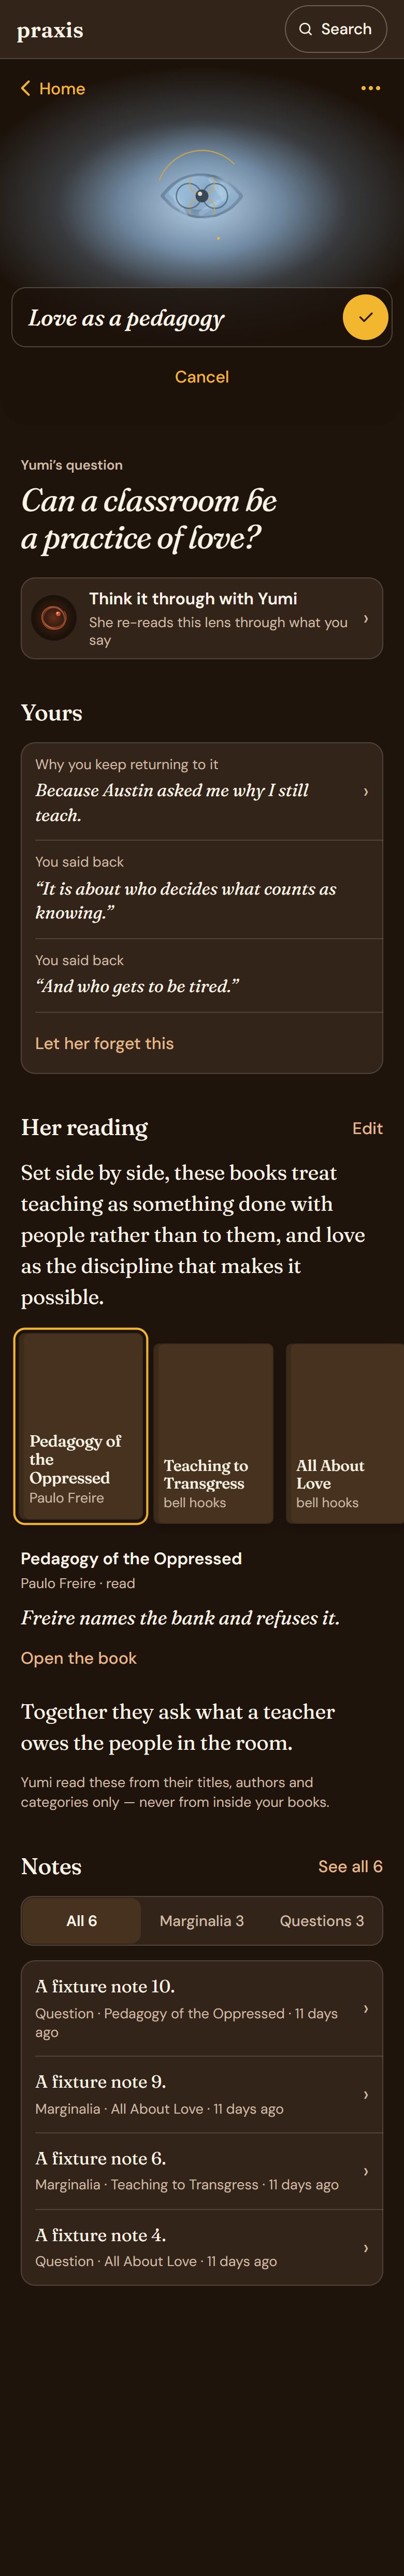 praxis
Search
Home
Love as a pedagogy
Cancel
Yumi’s question
Can a classroom be
a practice of love?
Think it through with Yumi
She re-reads this lens through what you
say
Yours
Why you keep returning to it
Because Austin asked me why I still
teach.
You said back
“It is about who decides what counts as
knowing.”
You said back
“And who gets to be tired.”
Let her forget this
Her reading
Edit
Set side by side, these books treat
teaching as something done with
people rather than to them, and love
as the discipline that makes it
possible.
Pedagogy of
the
Oppressed
Paulo Freire
Teaching to
Transgress
bell hooks
All About
Love
bell hooks
Pedagogy of the Oppressed
Paulo Freire · read
Freire names the bank and refuses it.
Open the book
Together they ask what a teacher
owes the people in the room.
Yumi read these from their titles, authors and
categories only — never from inside your books.
Notes
See all 6
All 6
Marginalia 3
Questions 3
A fixture note 10.
Question · Pedagogy of the Oppressed · 11 days
ago
A fixture note 9.
Marginalia · All About Love · 11 days ago
A fixture note 6.
Marginalia · Teaching to Transgress · 11 days ago
A fixture note 4.
Question · All About Love · 11 days ago